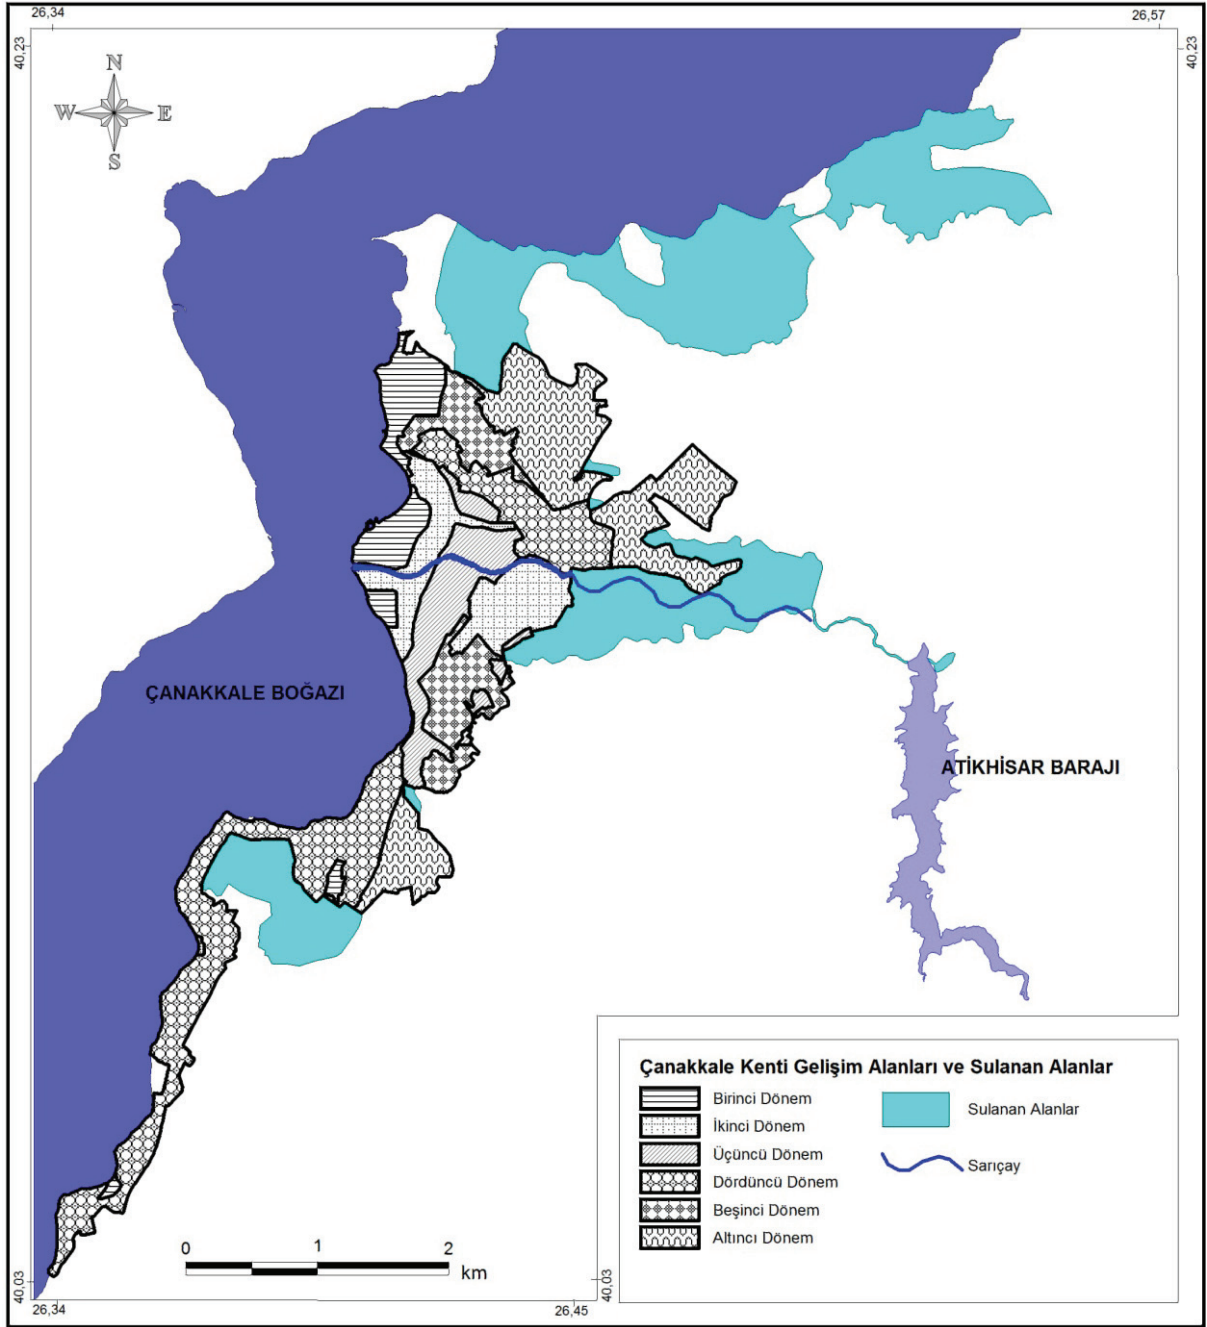 26,34
26,57
40,23
40,23
N
W
E
S
ÇANAKKALE BOĞAZI
ATİKHİSAR BARAJI
Çanakkale Kenti Gelişim Alanları ve Sulanan Alanlar
Birinci Dönem
İkinci Dönem
Üçüncü Dönem
Dördüncü Dönem
Beşinci Dönem
Altıncı Dönem
Sulanan Alanlar
Sarıçay
0 1 2
km
40,03
40,03
26,34
26,45